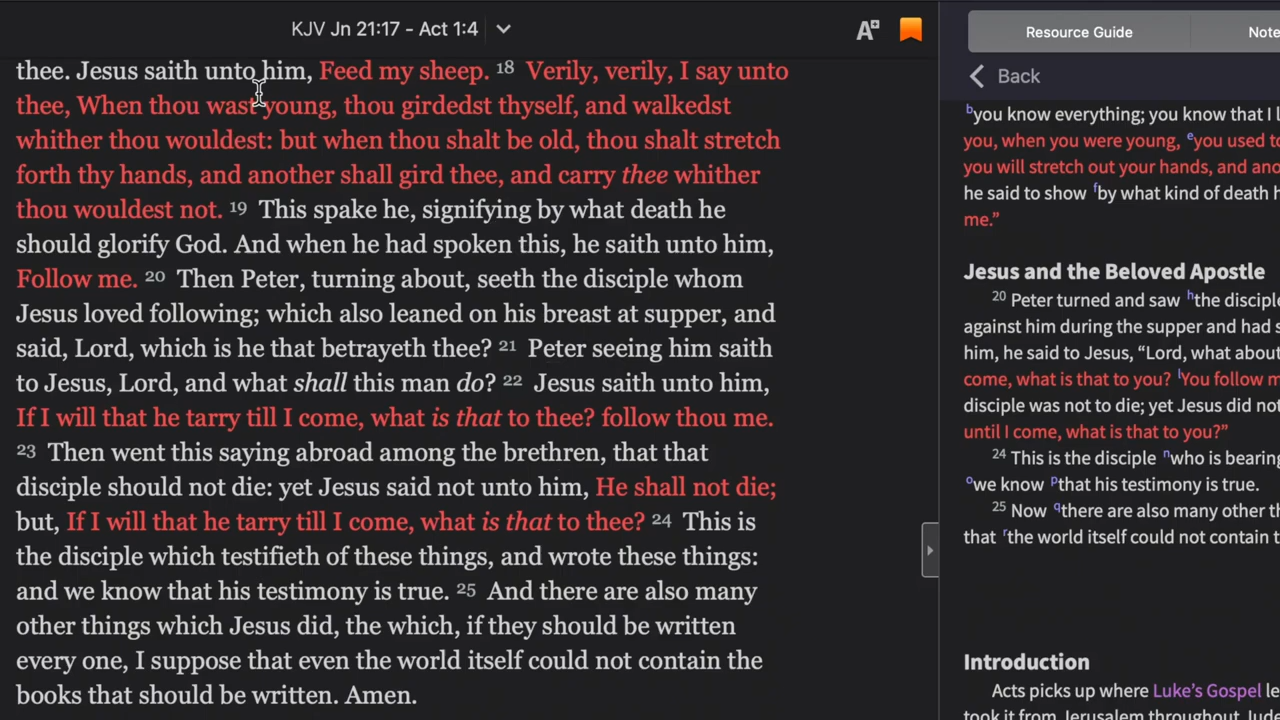 KJV Jn 21:17 - Act 1:4
thee. Jesus saith unto him, Feed my sheep. 18 Verily, verily, I say unto
thee, When thou wast young, thou girdedst thyself, and walkedst
whither thou wouldest: but when thou shalt be old, thou shalt stretch
forth thy hands, and another shall gird thee, and carry thee whither
thou wouldest not. 19 This spake he, signifying by what death he
should glorify God. And when he had spoken this, he saith unto him,
Follow me. 20 Then Peter, turning about, seeth the disciple whom
Jesus loved following; which also leaned on his breast at supper, and
said, Lord, which is he that betrayeth thee? 21 Peter seeing him saith
to Jesus, Lord, and what shall this man do? 22 Jesus saith unto him,
If I will that he tarry till I come, what is that to thee? follow thou me.
23 Then went this saying abroad among the brethren, that that
disciple should not die: yet Jesus said not unto him, He shall not die;
but, If I will that he tarry till I come, what is that to thee? 24 This is
the disciple which testifieth of these things, and wrote these things:
and we know that his testimony is true. 25 And there are also many
other things which Jesus did, the which, if they should be written
every one, I suppose that even the world itself could not contain the
books that should be written. Amen.
Resource Guide
Note
Back
b you know everything; you know that I l
you, when you were young, e you used to
you will stretch out your hands, and ano
he said to show f by what kind of death h
me.”
Jesus and the Beloved Apostle
20 Peter turned and saw h the disciple
against him during the supper and had s
him, he said to Jesus, “Lord, what about
come, what is that to you? l You follow m
disciple was not to die; yet Jesus did not
until I come, what is that to you?”
24 This is the disciple n who is bearing
o we know p that his testimony is true.
25 Now q there are also many other th
that r the world itself could not contain t
Introduction
Acts picks up where Luke’s Gospel le
took it from Jerusalem throughout Jude